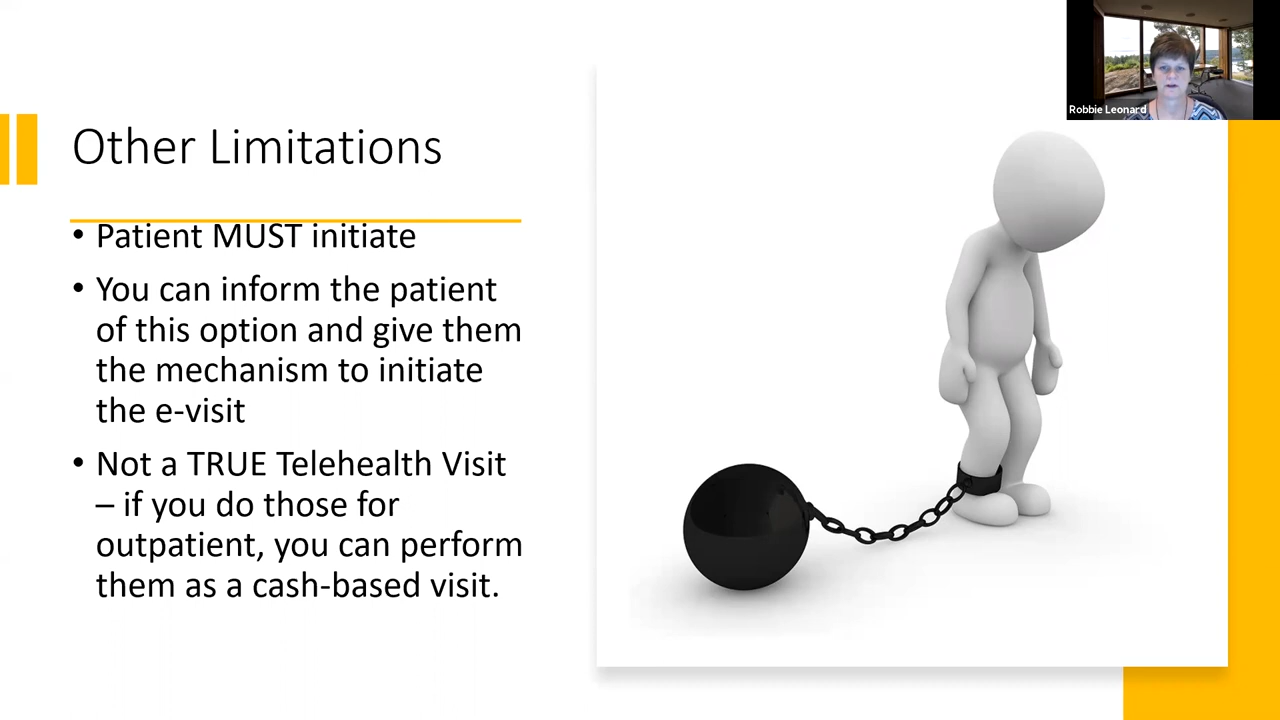 Robbie Leonard
Other Limitations
• Patient MUST initiate
• You can inform the patient
of this option and give them
the mechanism to initiate
the e-visit
• Not a TRUE Telehealth Visit
– if you do those for
outpatient, you can perform
them as a cash-based visit.